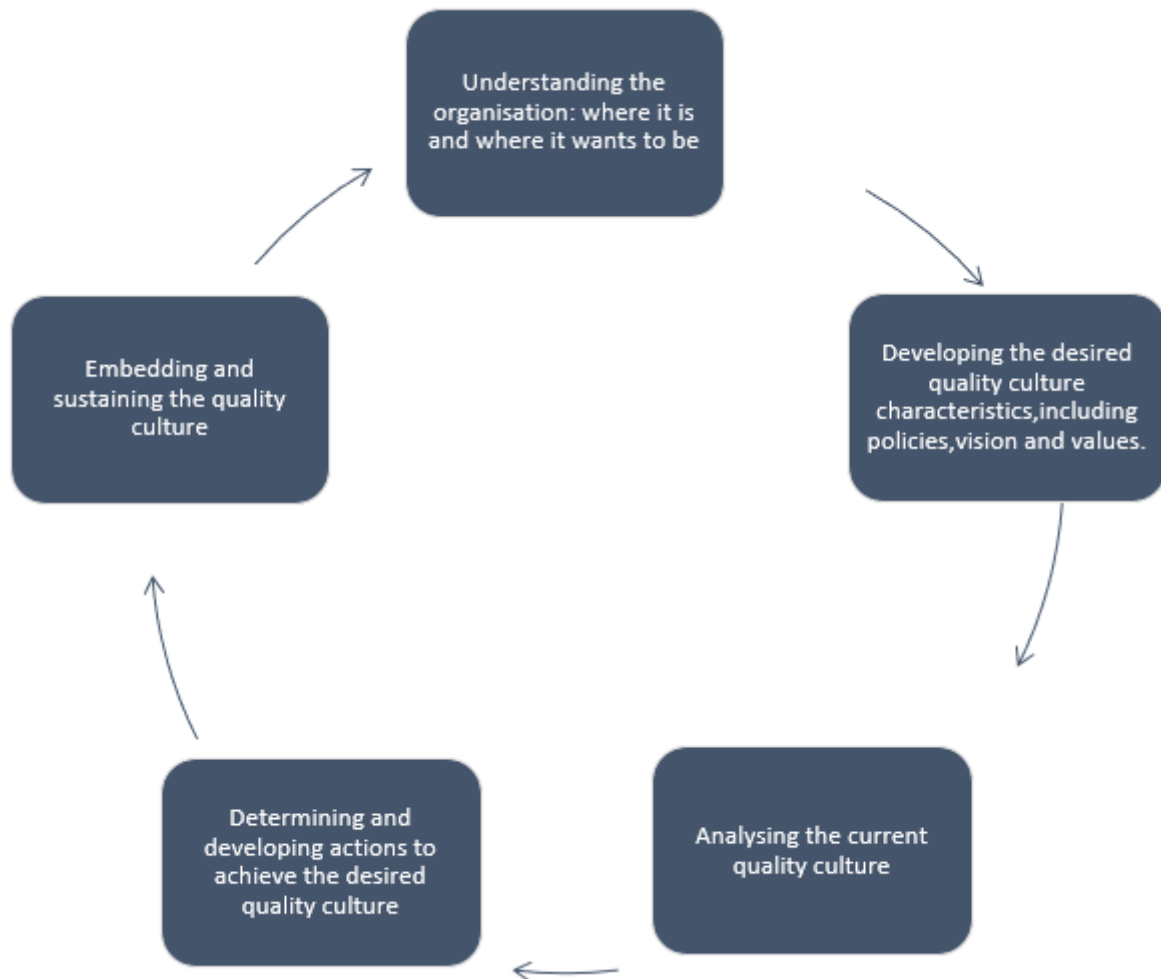 Understanding the
organisation: where it is
and where it wants to be
Developing the desired
quality culture
characteristics,including
policies,vision and values.
Analysing the current
quality culture
Determining and
developing actions to
achieve the desired
quality culture
Embedding and
sustaining the quality
culture